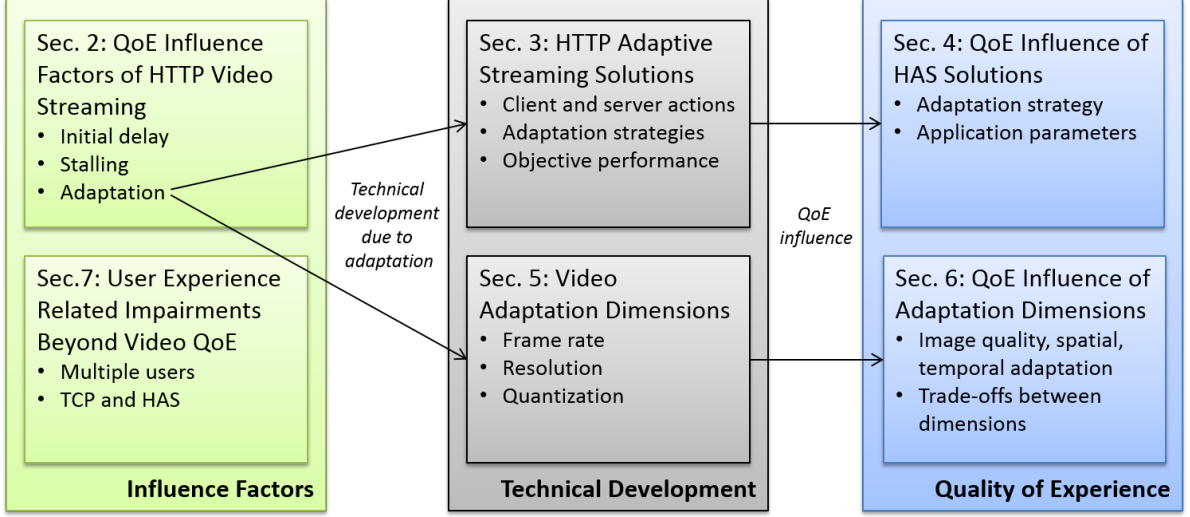 Sec. 2: QoE Influence
Factors of HTTP Video
Streaming
• Initial delay
• Stalling
• Adaptation
Sec.7: User Experience
Related Impairments
Beyond Video QoE
• Multiple users
• TCP and HAS
Influence Factors
Technical
development
due to
adaptation
Sec. 3: HTTP Adaptive
Streaming Solutions
• Client and server actions
• Adaptation strategies
• Objective performance
Sec. 5: Video
Adaptation Dimensions
• Frame rate
• Resolution
• Quantization
Technical Development
QoE
influence
Sec. 4: QoE Influence of
HAS Solutions
• Adaptation strategy
• Application parameters
Sec. 6: QoE Influence of
Adaptation Dimensions
• Image quality, spatial,
temporal adaptation
• Trade-offs between
dimensions
Quality of Experience